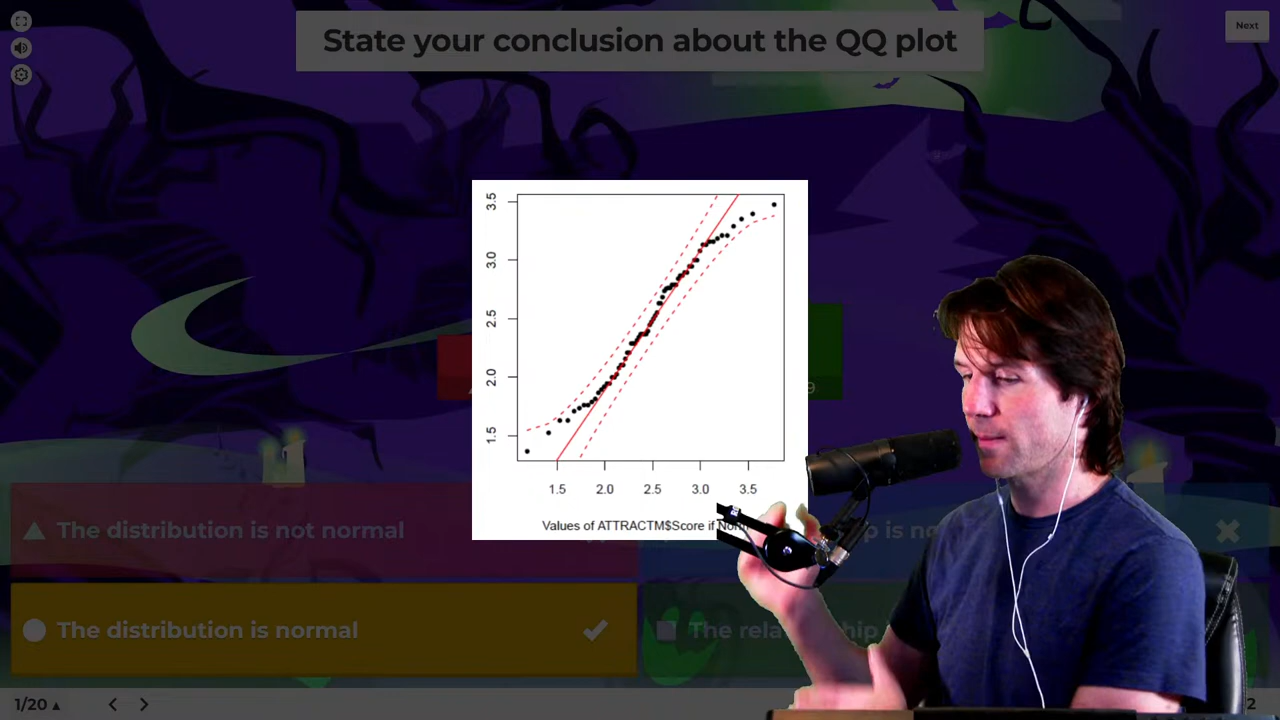 State your conclusion about the QQ plot
Next
3.5
3.0
2.5
2.0
1.5
1.5 2.0 2.5 3.0 3.5
Values of ATTRACTM$Score if
9
The distribution is not normal
The distribution is normal
1/20
2